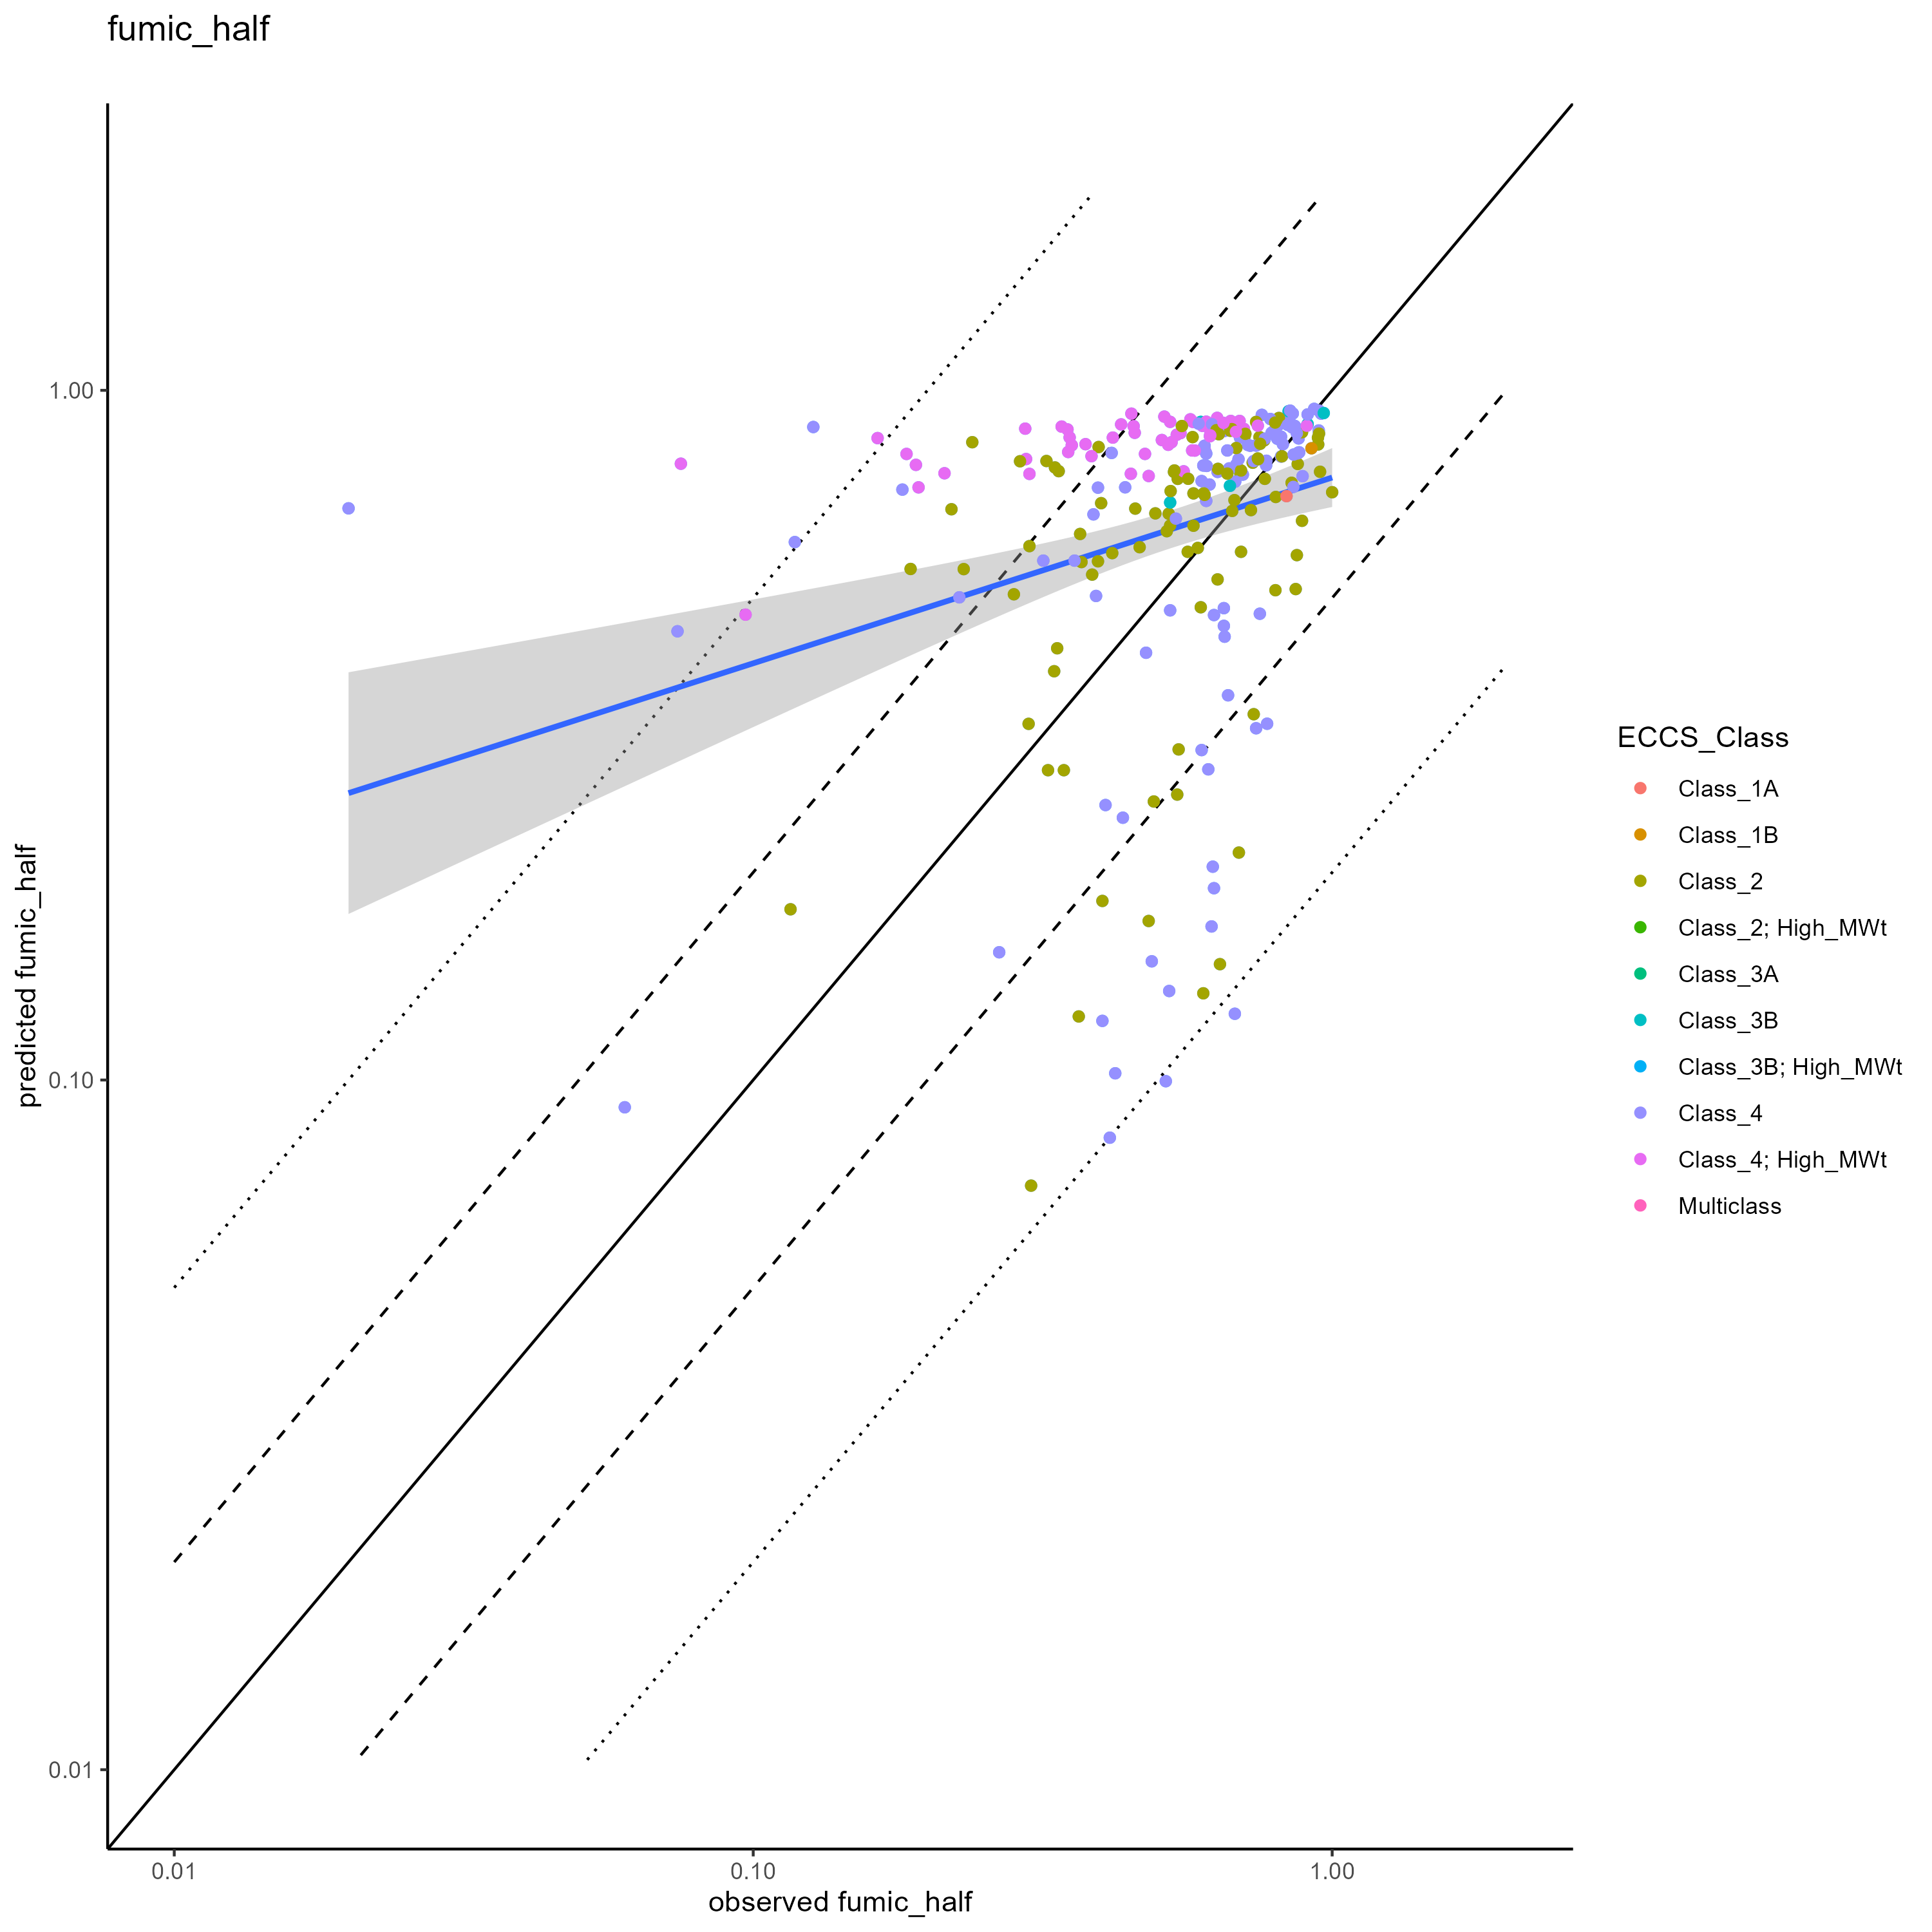 fumic_half
1.00
0.10
0.01
predicted fumic_half
0.01
0.10
1.00
observed fumic_half
ECCS_Class
Class_1A
Class_1B
Class_2
Class_2; High_MWt
Class_3A
Class_3B
Class_3B; High_MWt
Class_4
Class_4; High_MWt
Multiclass